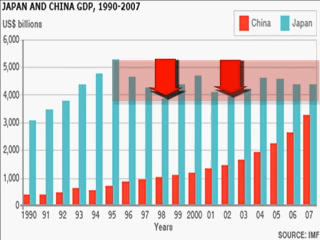 JAPAN AND CHINA GDP, 1990-2007
US$ billions
China Japan
6,000
5,000
4,000
3,000
2,000
1,000
0
1990 91 92 93 94 95 96 97 98 99 2000 01 02 03 04 05 06 07
Years
SOURCE: IMF